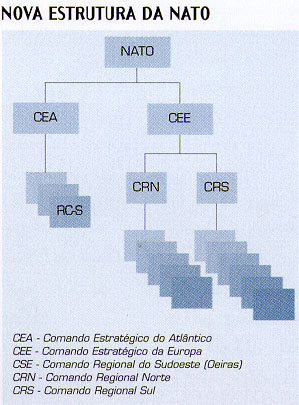 NOVA ESTRUTURA DA NATO
NATO
CEA
CEE
CRN
CRS
RC-S
CEA - Comando Estratégico do Atlântico
CEE - Comando Estratégico da Europa
CSE - Comando Regional do Sudoeste (Oeiras)
CRN - Comando Regional Norte
CRS - Comando Regional Sul